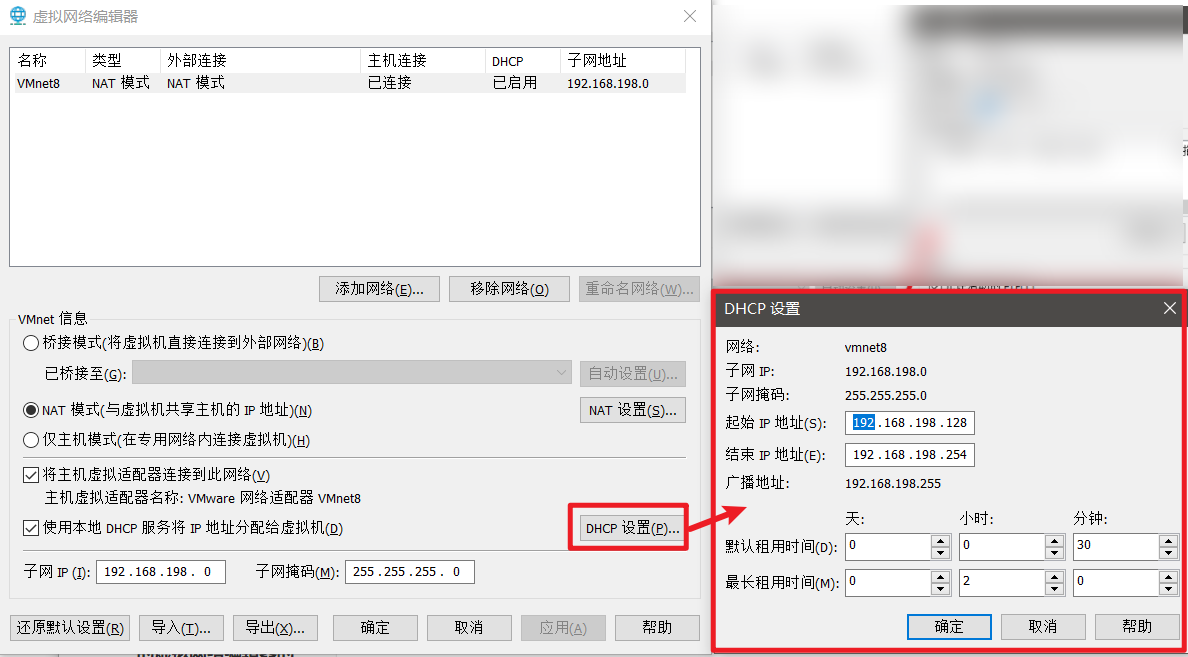 虚拟网络编辑器
名称 类型 外部连接 主机连接 DHCP 子网地址
VMnet8 NAT 模式 NAT 模式 已连接 已启用 192.168.198.0
添加网络(E)... 移除网络(O) 重命名网络(W)...
VMnet 信息
桥接模式(将虚拟机直接连接到外部网络)(B)
已桥接至(G): 自动设置(U)...
NAT 模式(与虚拟机共享主机的 IP 地址)(N) NAT 设置(S)...
仅主机模式(在专用网络内连接虚拟机)(H)
将主机虚拟适配器连接到此网络(V)
主机虚拟适配器名称: VMware 网络适配器 VMnet8
使用本地 DHCP 服务将 IP 地址分配给虚拟机(D) DHCP 设置(P)...
子网 IP (I): 192.168.198. 0 子网掩码(M): 255.255.255. 0
还原默认设置(R) 导入(T)... 导出(X)... 确定 取消 应用(A) 帮助
DHCP 设置
网络: vmnet8
子网 IP: 192.168.198.0
子网掩码: 255.255.255.0
起始 IP 地址(S): 192.168.198.128
结束 IP 地址(E): 192.168.198.254
广播地址: 192.168.198.255
天: 小时: 分钟:
默认租用时间(D): 0 0 30
最长租用时间(M): 0 2 0
确定 取消 帮助